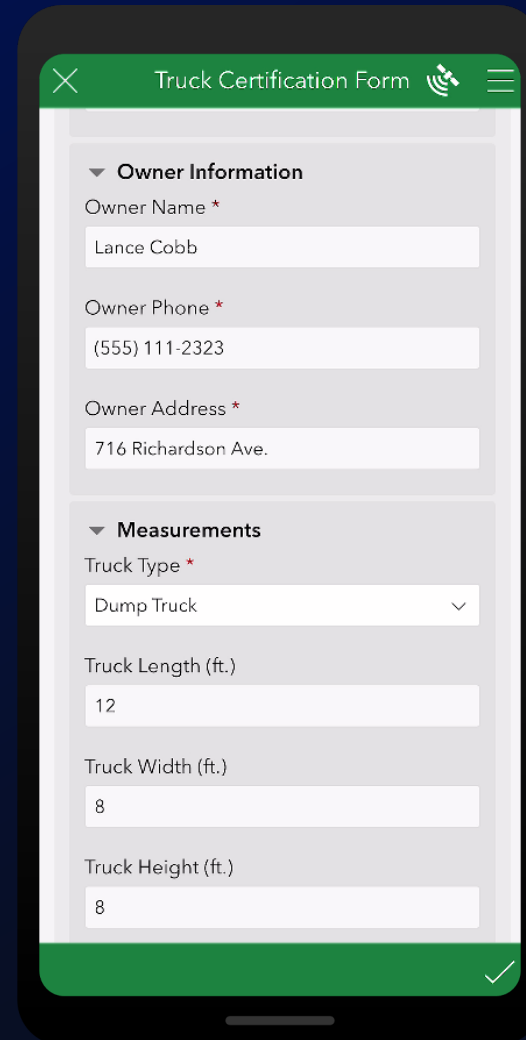 Truck Certification Form
Owner Information
Owner Name *
Lance Cobb
Owner Phone *
(555) 111-2323
Owner Address *
716 Richardson Ave.
Measurements
Truck Type *
Dump Truck
Truck Length (ft.)
12
Truck Width (ft.)
8
Truck Height (ft.)
8